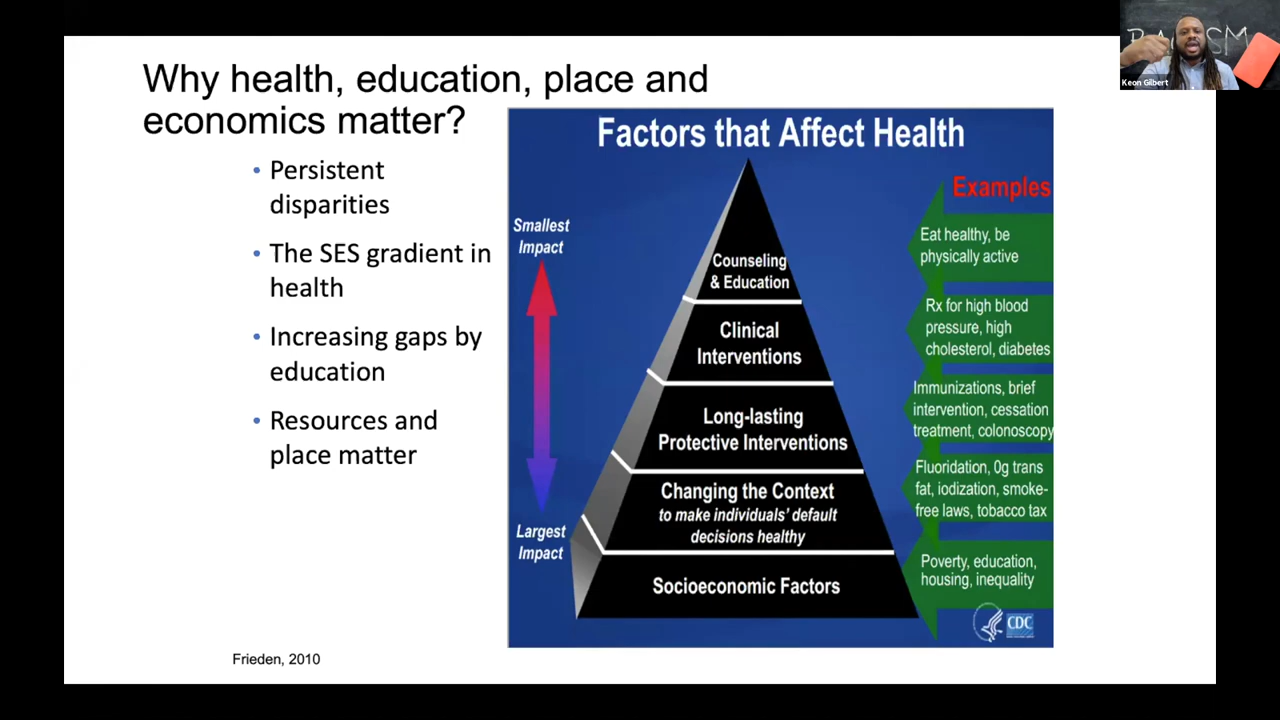 Why health, education, place and
economics matter?
• Persistent
disparities
• The SES gradient in
health
• Increasing gaps by
education
• Resources and
place matter
Frieden, 2010
Factors that Affect Health
Smallest
Impact
Largest
Impact
Counseling
& Education
Clinical
Interventions
Long-lasting
Protective Interventions
Changing the Context
to make individuals' default
decisions healthy
Socioeconomic Factors
Examples
Eat healthy, be
physically active
Rx for high blood
pressure, high
cholesterol, diabetes
Immunizations, brief
intervention, cessation
treatment, colonoscopy
Fluoridation, 0g trans
fat, iodization, smoke-
free laws, tobacco tax
Poverty, education,
housing, inequality
CDC
Keon Gilbert